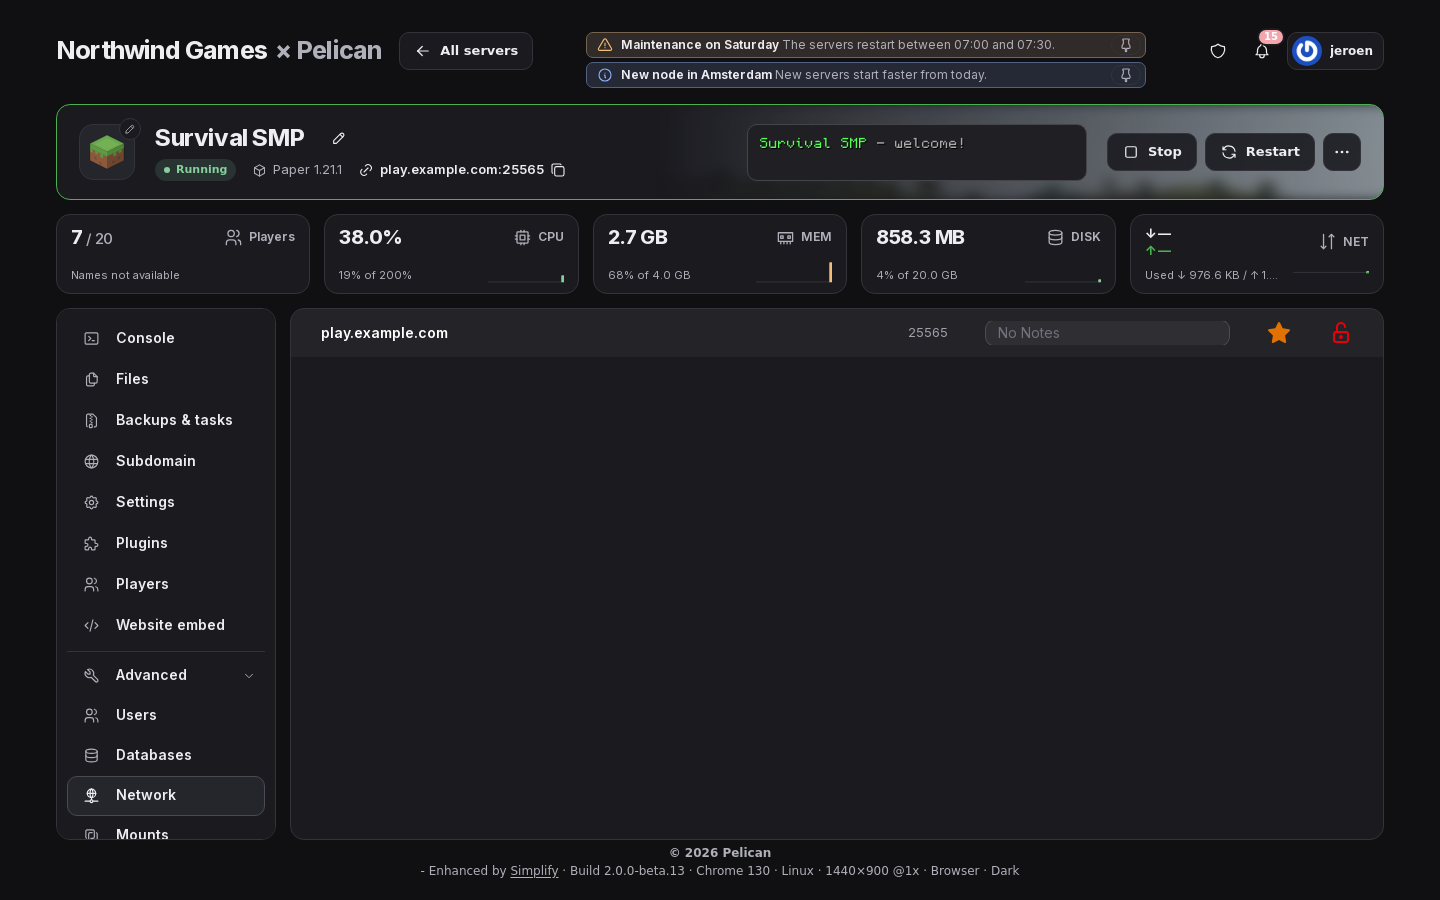 Northwind Games × Pelican
All servers
Maintenance on Saturday The servers restart between 07:00 and 07:30.
New node in Amsterdam New servers start faster from today.
15
jeroen
Survival SMP
Running
Paper 1.21.1
play.example.com:25565
Survival SMP - welcome!
Stop
Restart
7 / 20
Players
Names not available
38.0%
CPU
19% of 200%
2.7 GB
MEM
68% of 4.0 GB
858.3 MB
DISK
4% of 20.0 GB
↓—
↑—
NET
Used ↓ 976.6 KB / ↑ 1....
Console
Files
Backups & tasks
Subdomain
Settings
Plugins
Players
Website embed
Advanced
Users
Databases
Network
Mounts
play.example.com
25565
No Notes
© 2026 Pelican
- Enhanced by Simplify · Build 2.0.0-beta.13 · Chrome 130 · Linux · 1440×900 @1x · Browser · Dark